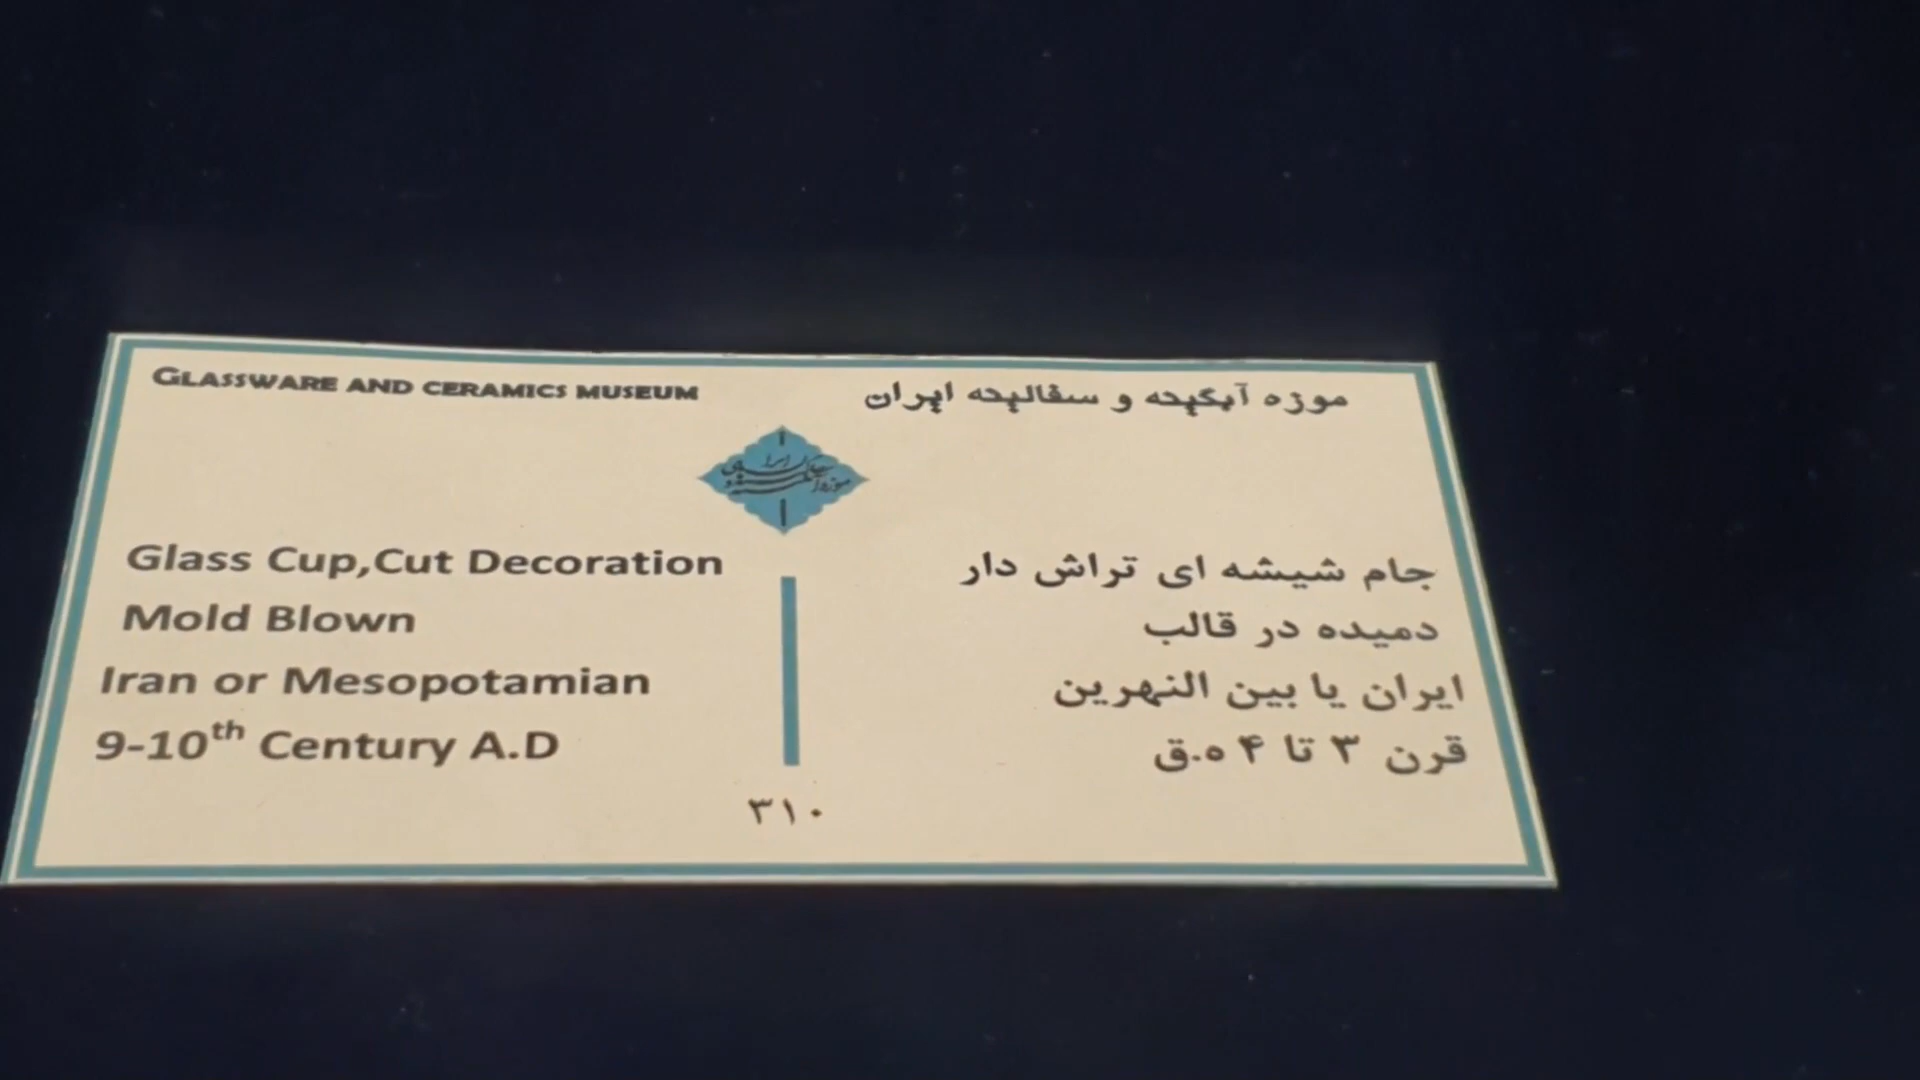 GLASSWARE AND CERAMICS MUSEUM
موزه آبگینه و سفالینه ایران
Glass Cup,Cut Decoration
Mold Blown
Iran or Mesopotamian
9-10th Century A.D
جام شیشه ای تراش دار
دمیده در قالب
ایران یا بین النهرین
قرن ۳ تا ۴ ه.ق
۳۱۰